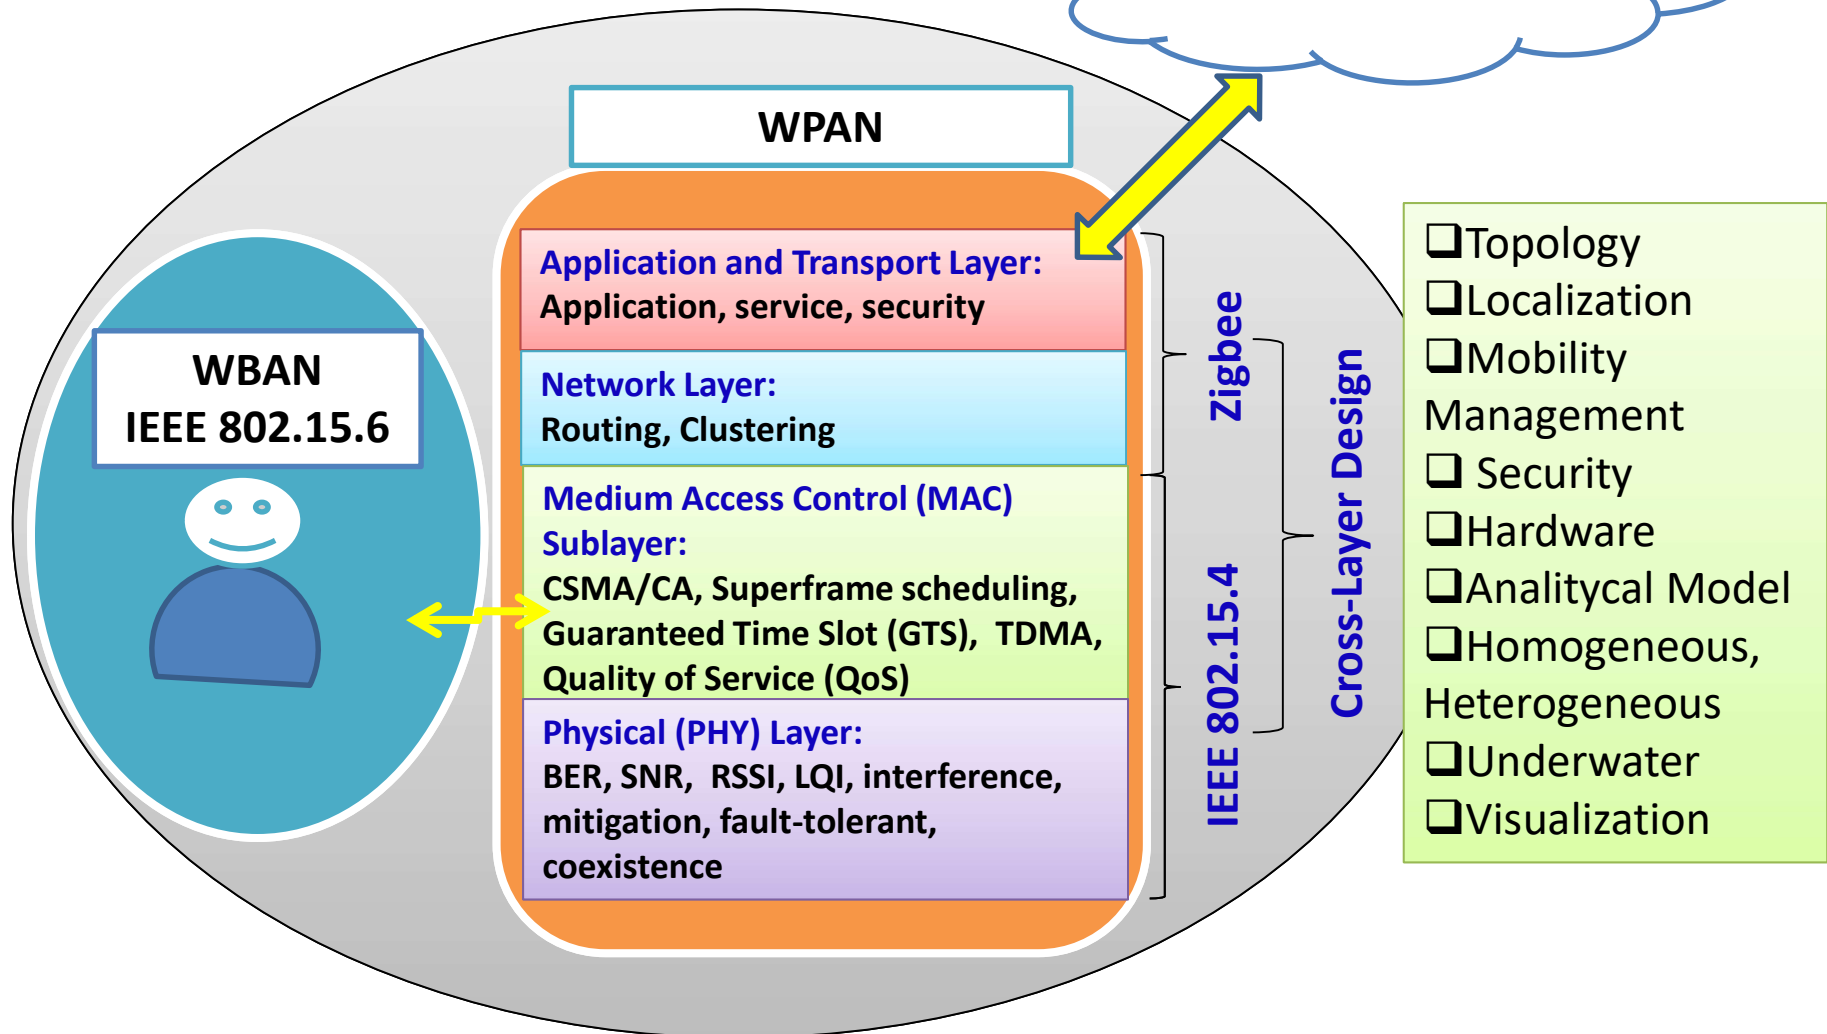 WPAN
WBAN
IEEE 802.15.6
Application and Transport Layer:
Application, service, security
Network Layer:
Routing, Clustering
Medium Access Control (MAC)
Sublayer:
CSMA/CA, Superframe scheduling,
Guaranteed Time Slot (GTS), TDMA,
Quality of Service (QoS)
Physical (PHY) Layer:
BER, SNR, RSSI, LQI, interference,
mitigation, fault-tolerant,
coexistence
Zigbee
IEEE 802.15.4
Cross-Layer Design
❑Topology
❑Localization
❑Mobility
Management
❑ Security
❑Hardware
❑Analitycal Model
❑Homogeneous,
Heterogeneous
❑Underwater
❑Visualization